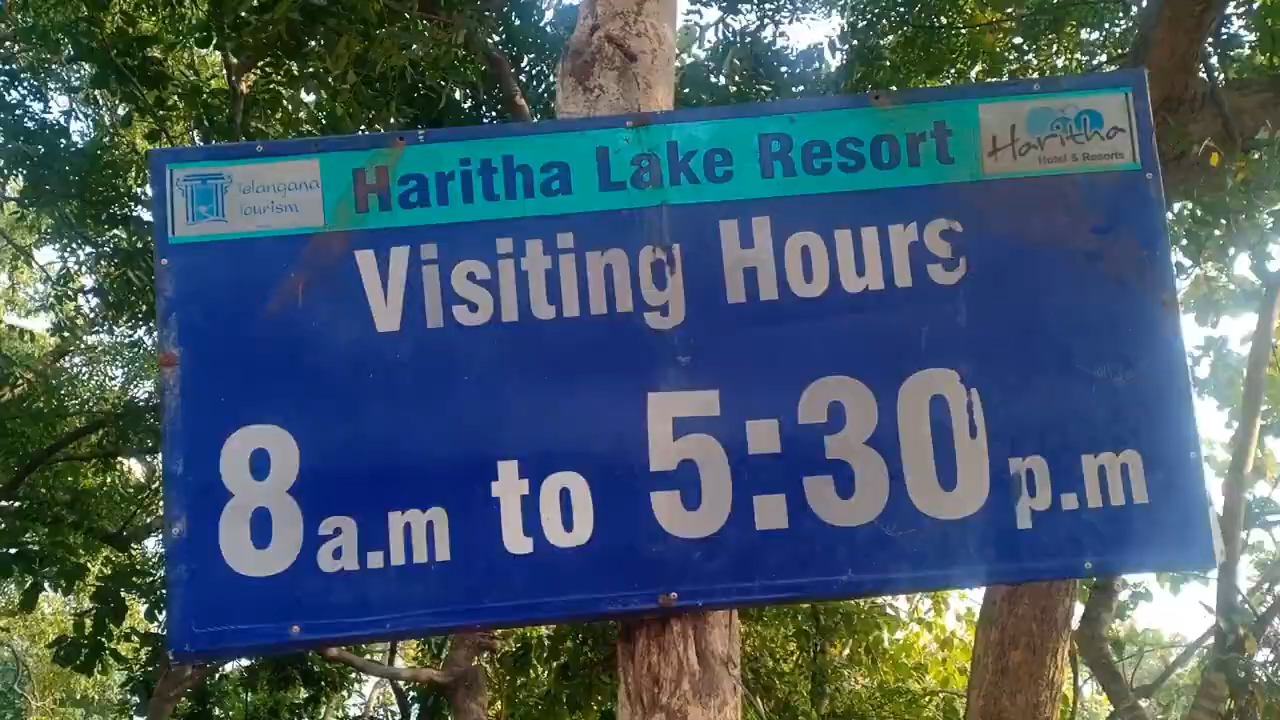 Telangana
Tourism
Haritha Lake Resort
Haritha
Hotel & Resorts
Visiting Hours
8 a.m to 5:30 p.m